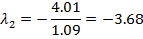 λ₂ = −4.01/1.09 = −3.68